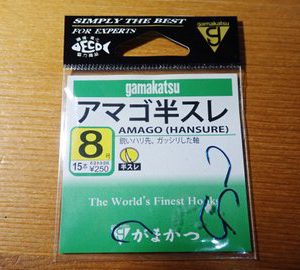 SIMPLY THE BEST
FOR EXPERTS
gamakatsu
アマゴ半スレ
AMAGO (HANSURE)
8号
鋭いハリ先、ガッシリした軸
15本
¥250
半スレ
The World's Finest Hooks
がまかつ